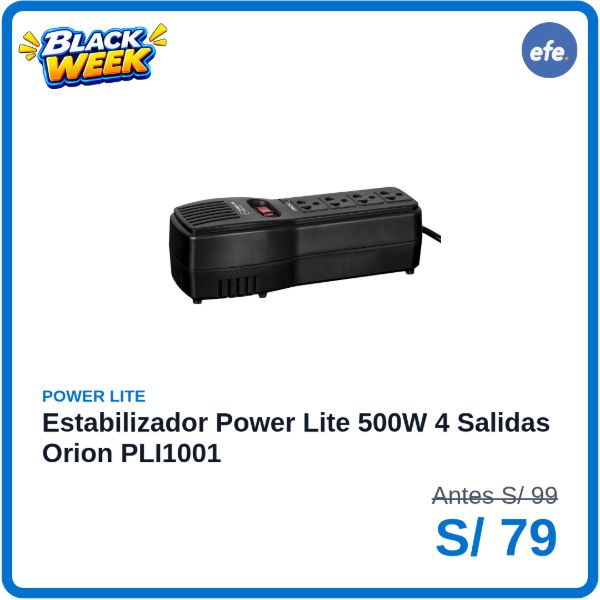 BLACK
WEEK
efe.
POWER LITE
Estabilizador Power Lite 500W 4 Salidas
Orion PLI1001
Antes S/ 99
S/ 79